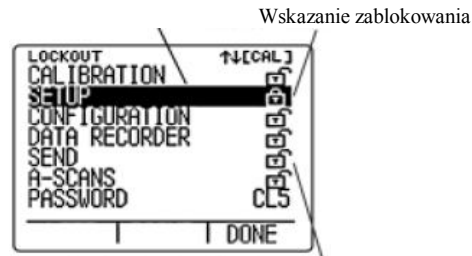 Wskazanie zablokowania
LOCKOUT ↑↓[CAL]
CALIBRATION
SETUP
CONFIGURATION
DATA RECORDER
SEND
A-SCANS
PASSWORD CL5
DONE